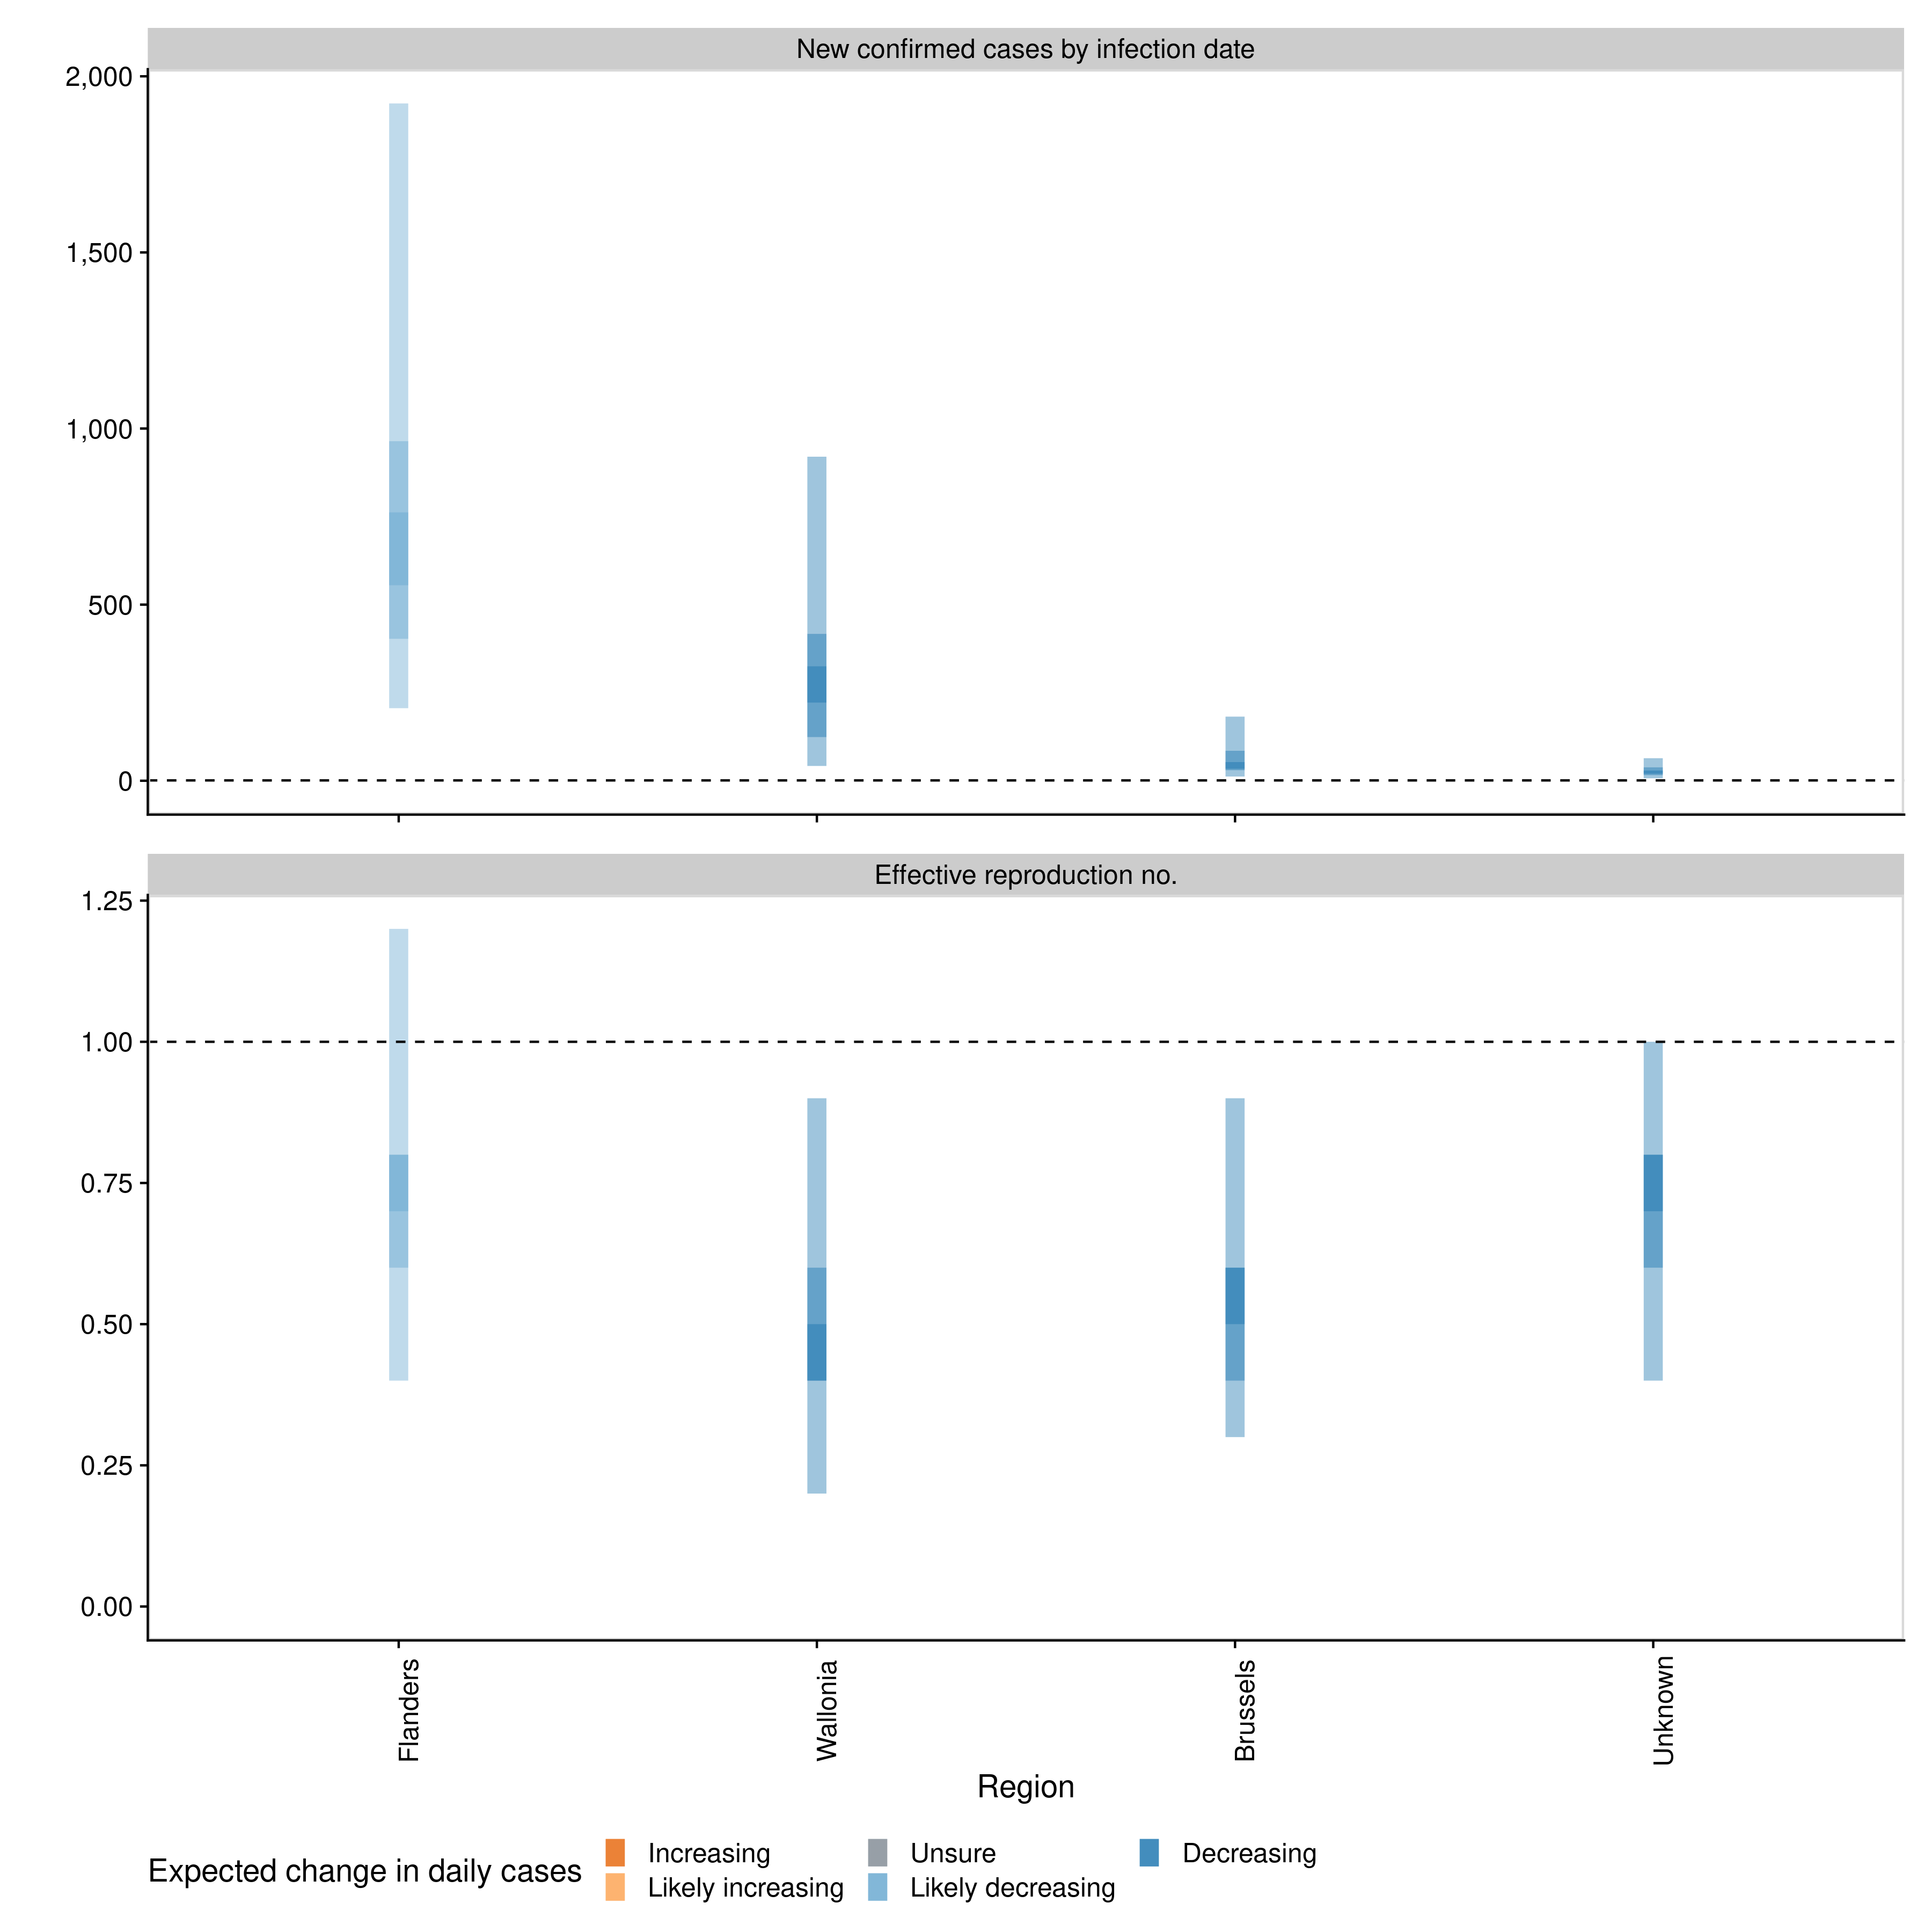 New confirmed cases by infection date
2,000
1,500
1,000
500
0
Effective reproduction no.
1.25
1.00
0.75
0.50
0.25
0.00
Flanders
Wallonia
Brussels
Unknown
Region
Expected change in daily cases
Increasing
Unsure
Decreasing
Likely increasing
Likely decreasing